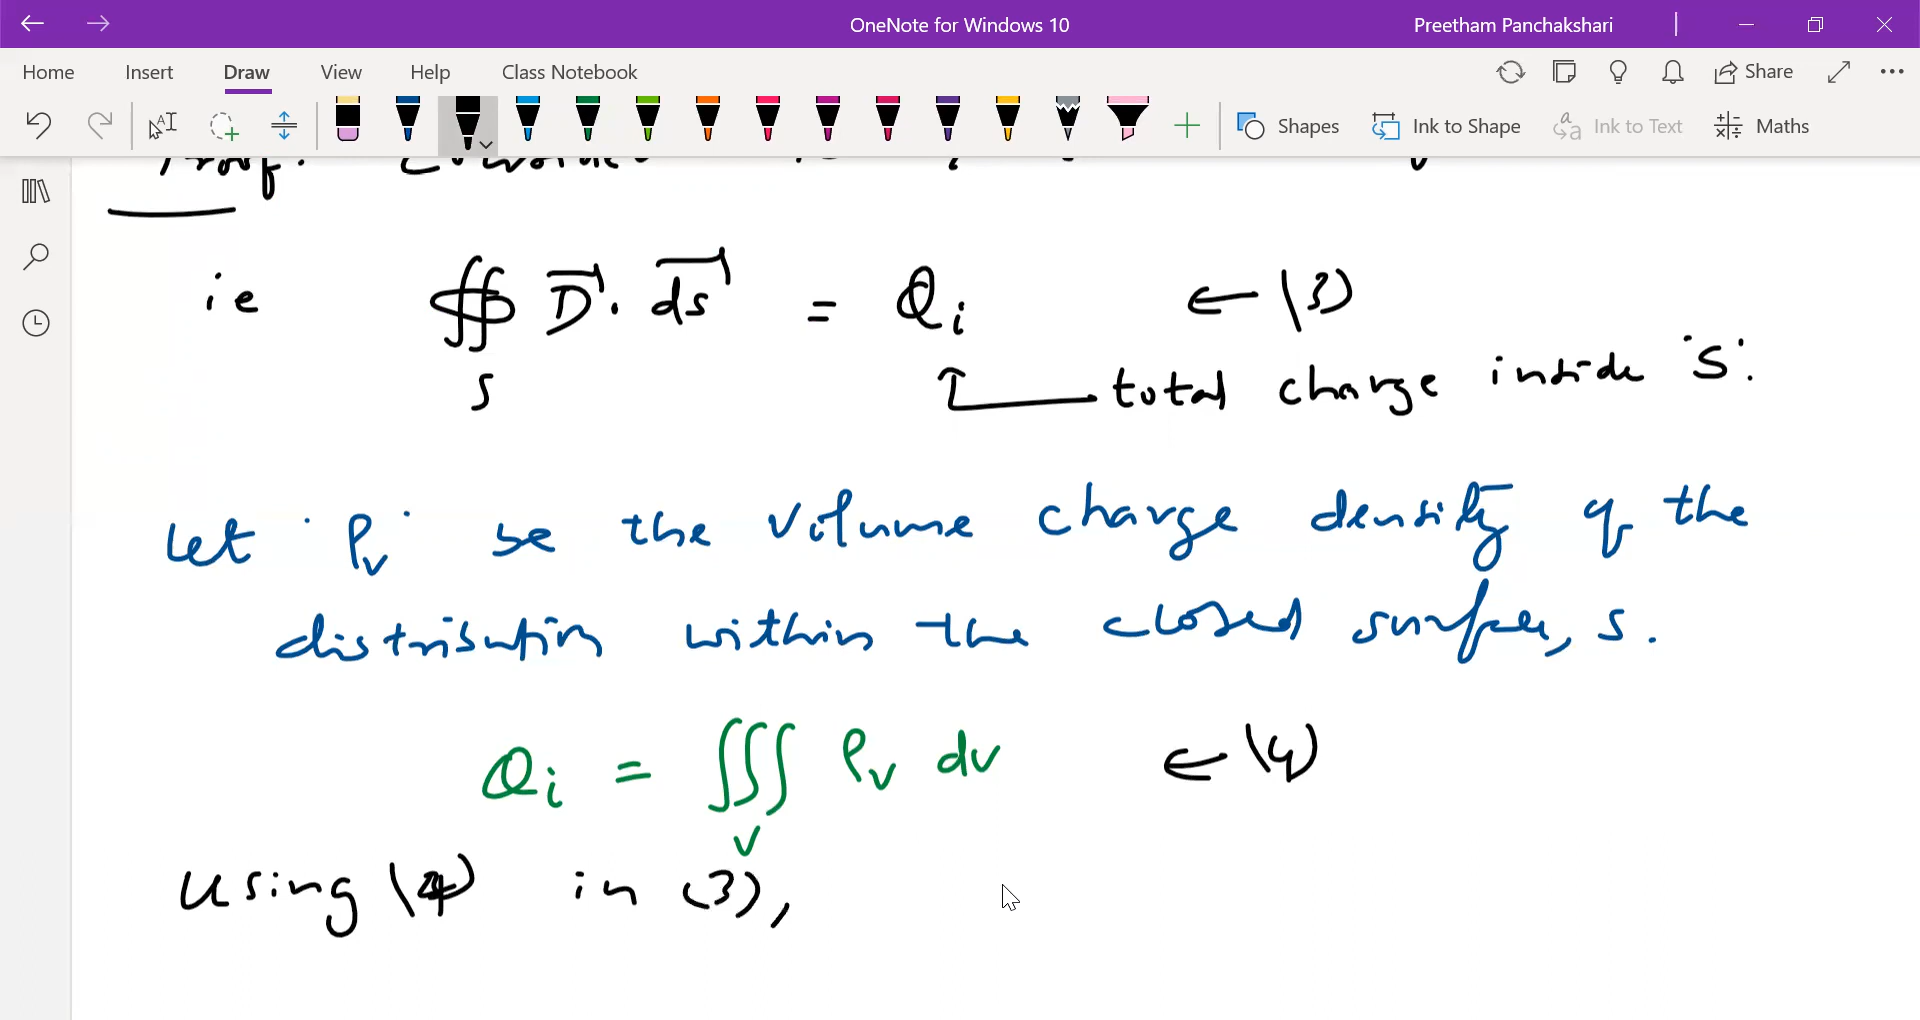 OneNote for Windows 10 Preetham Panchakshari
Home Insert Draw View Help Class Notebook Share
Shapes Ink to Shape Ink to Text Maths
Proof:
ie ∯ D⃗ . ds⃗ = Qi ← (3)
S
total charge inside 'S'.
Let 'ρv' be the volume charge density of the
distribution within the closed surface, S.
Qi = ∭ ρv dv ← (4)
V
Using (4) in (3),